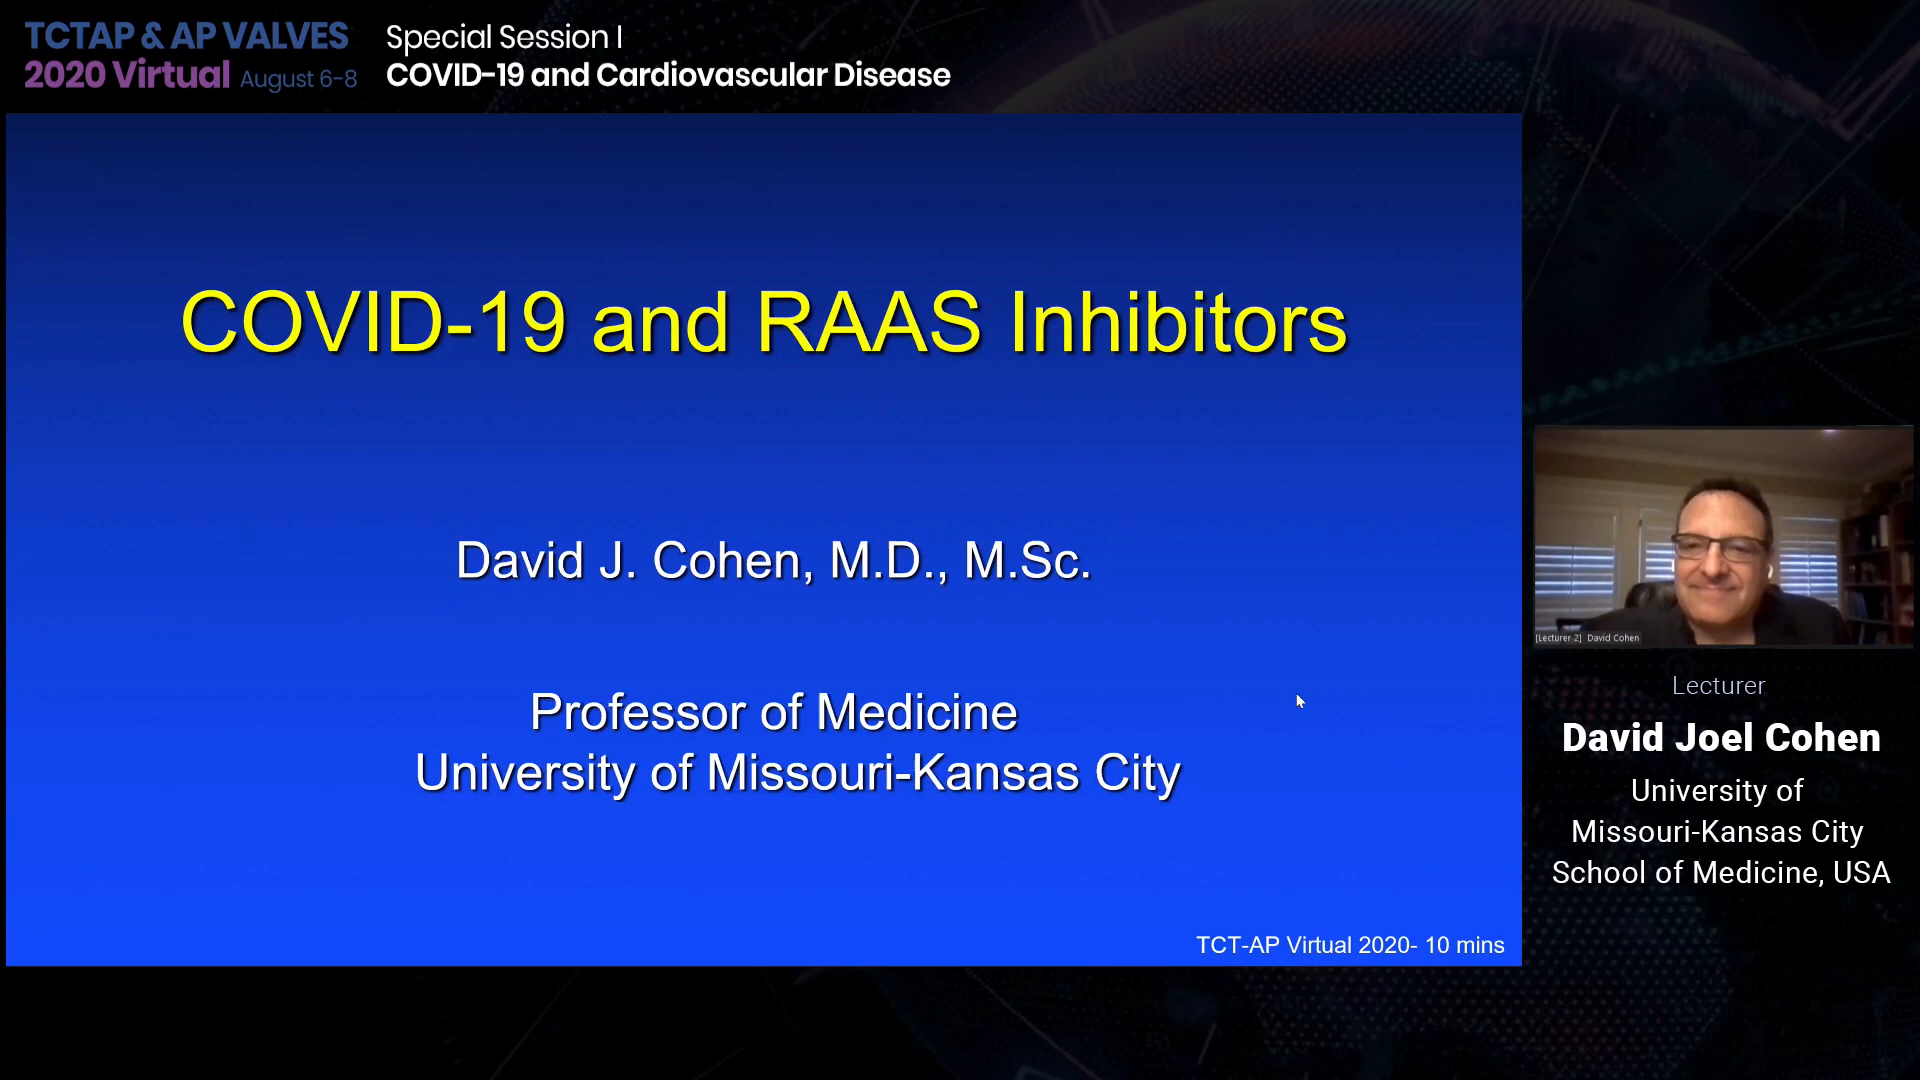 TCTAP & AP VALVES
2020 Virtual August 6-8
Special Session I
COVID-19 and Cardiovascular Disease
COVID-19 and RAAS Inhibitors
David J. Cohen, M.D., M.Sc.
Professor of Medicine
University of Missouri-Kansas City
TCT-AP Virtual 2020- 10 mins
[Lecturer 2] David Cohen
Lecturer
David Joel Cohen
University of
Missouri-Kansas City
School of Medicine, USA